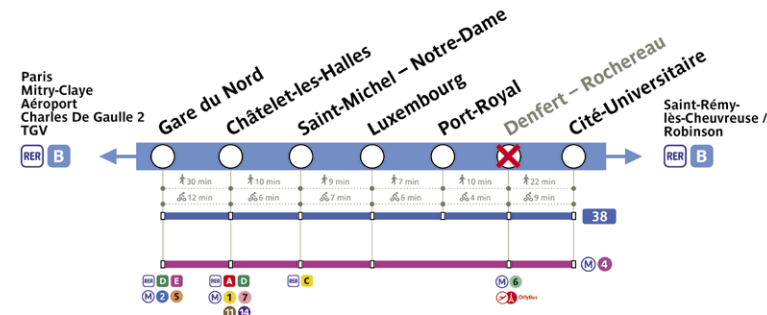 Paris
Mitry-Claye
Aéroport
Charles De Gaulle 2
TGV
RER B
Gare du Nord
Châtelet-les-Halles
Saint-Michel – Notre-Dame
Luxembourg
Port-Royal
Denfert – Rochereau
Cité-Universitaire
Saint-Rémy-
lès-Cheuvreuse /
Robinson
RER B
30 min 10 min 9 min 7 min 10 min 22 min
12 min 6 min 7 min 6 min 4 min 9 min
38
M 4
RER D E
M 2 5
RER A D
M 1 7
11 14
RER C
M 6
OrlyBus